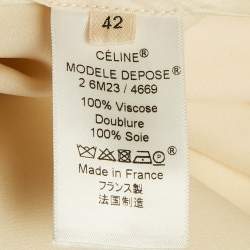 42
CÉLINE®
MODELE DEPOSE®
2 6M23 / 4669
100% Viscose
Doublure
100% Soie
Made in France
フランス製
法国制造